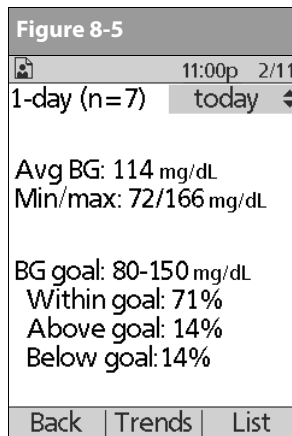 Figure 8-5
11:00p 2/11
1-day (n=7) today
Avg BG: 114 mg/dL
Min/max: 72/166 mg/dL
BG goal: 80-150 mg/dL
Within goal: 71%
Above goal: 14%
Below goal: 14%
Back | Trends | List